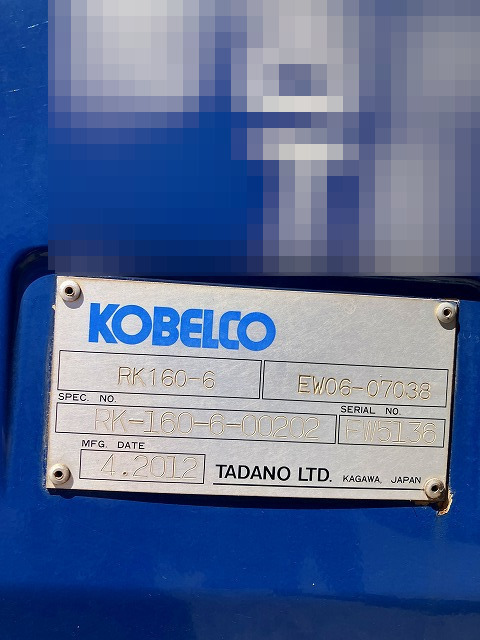 KOBELCO
RK160-6 EW06-07038
SPEC. NO. SERIAL NO.
RK-160-6-00202 EW5136
MFG. DATE
4.2012 TADANO LTD. KAGAWA, JAPAN